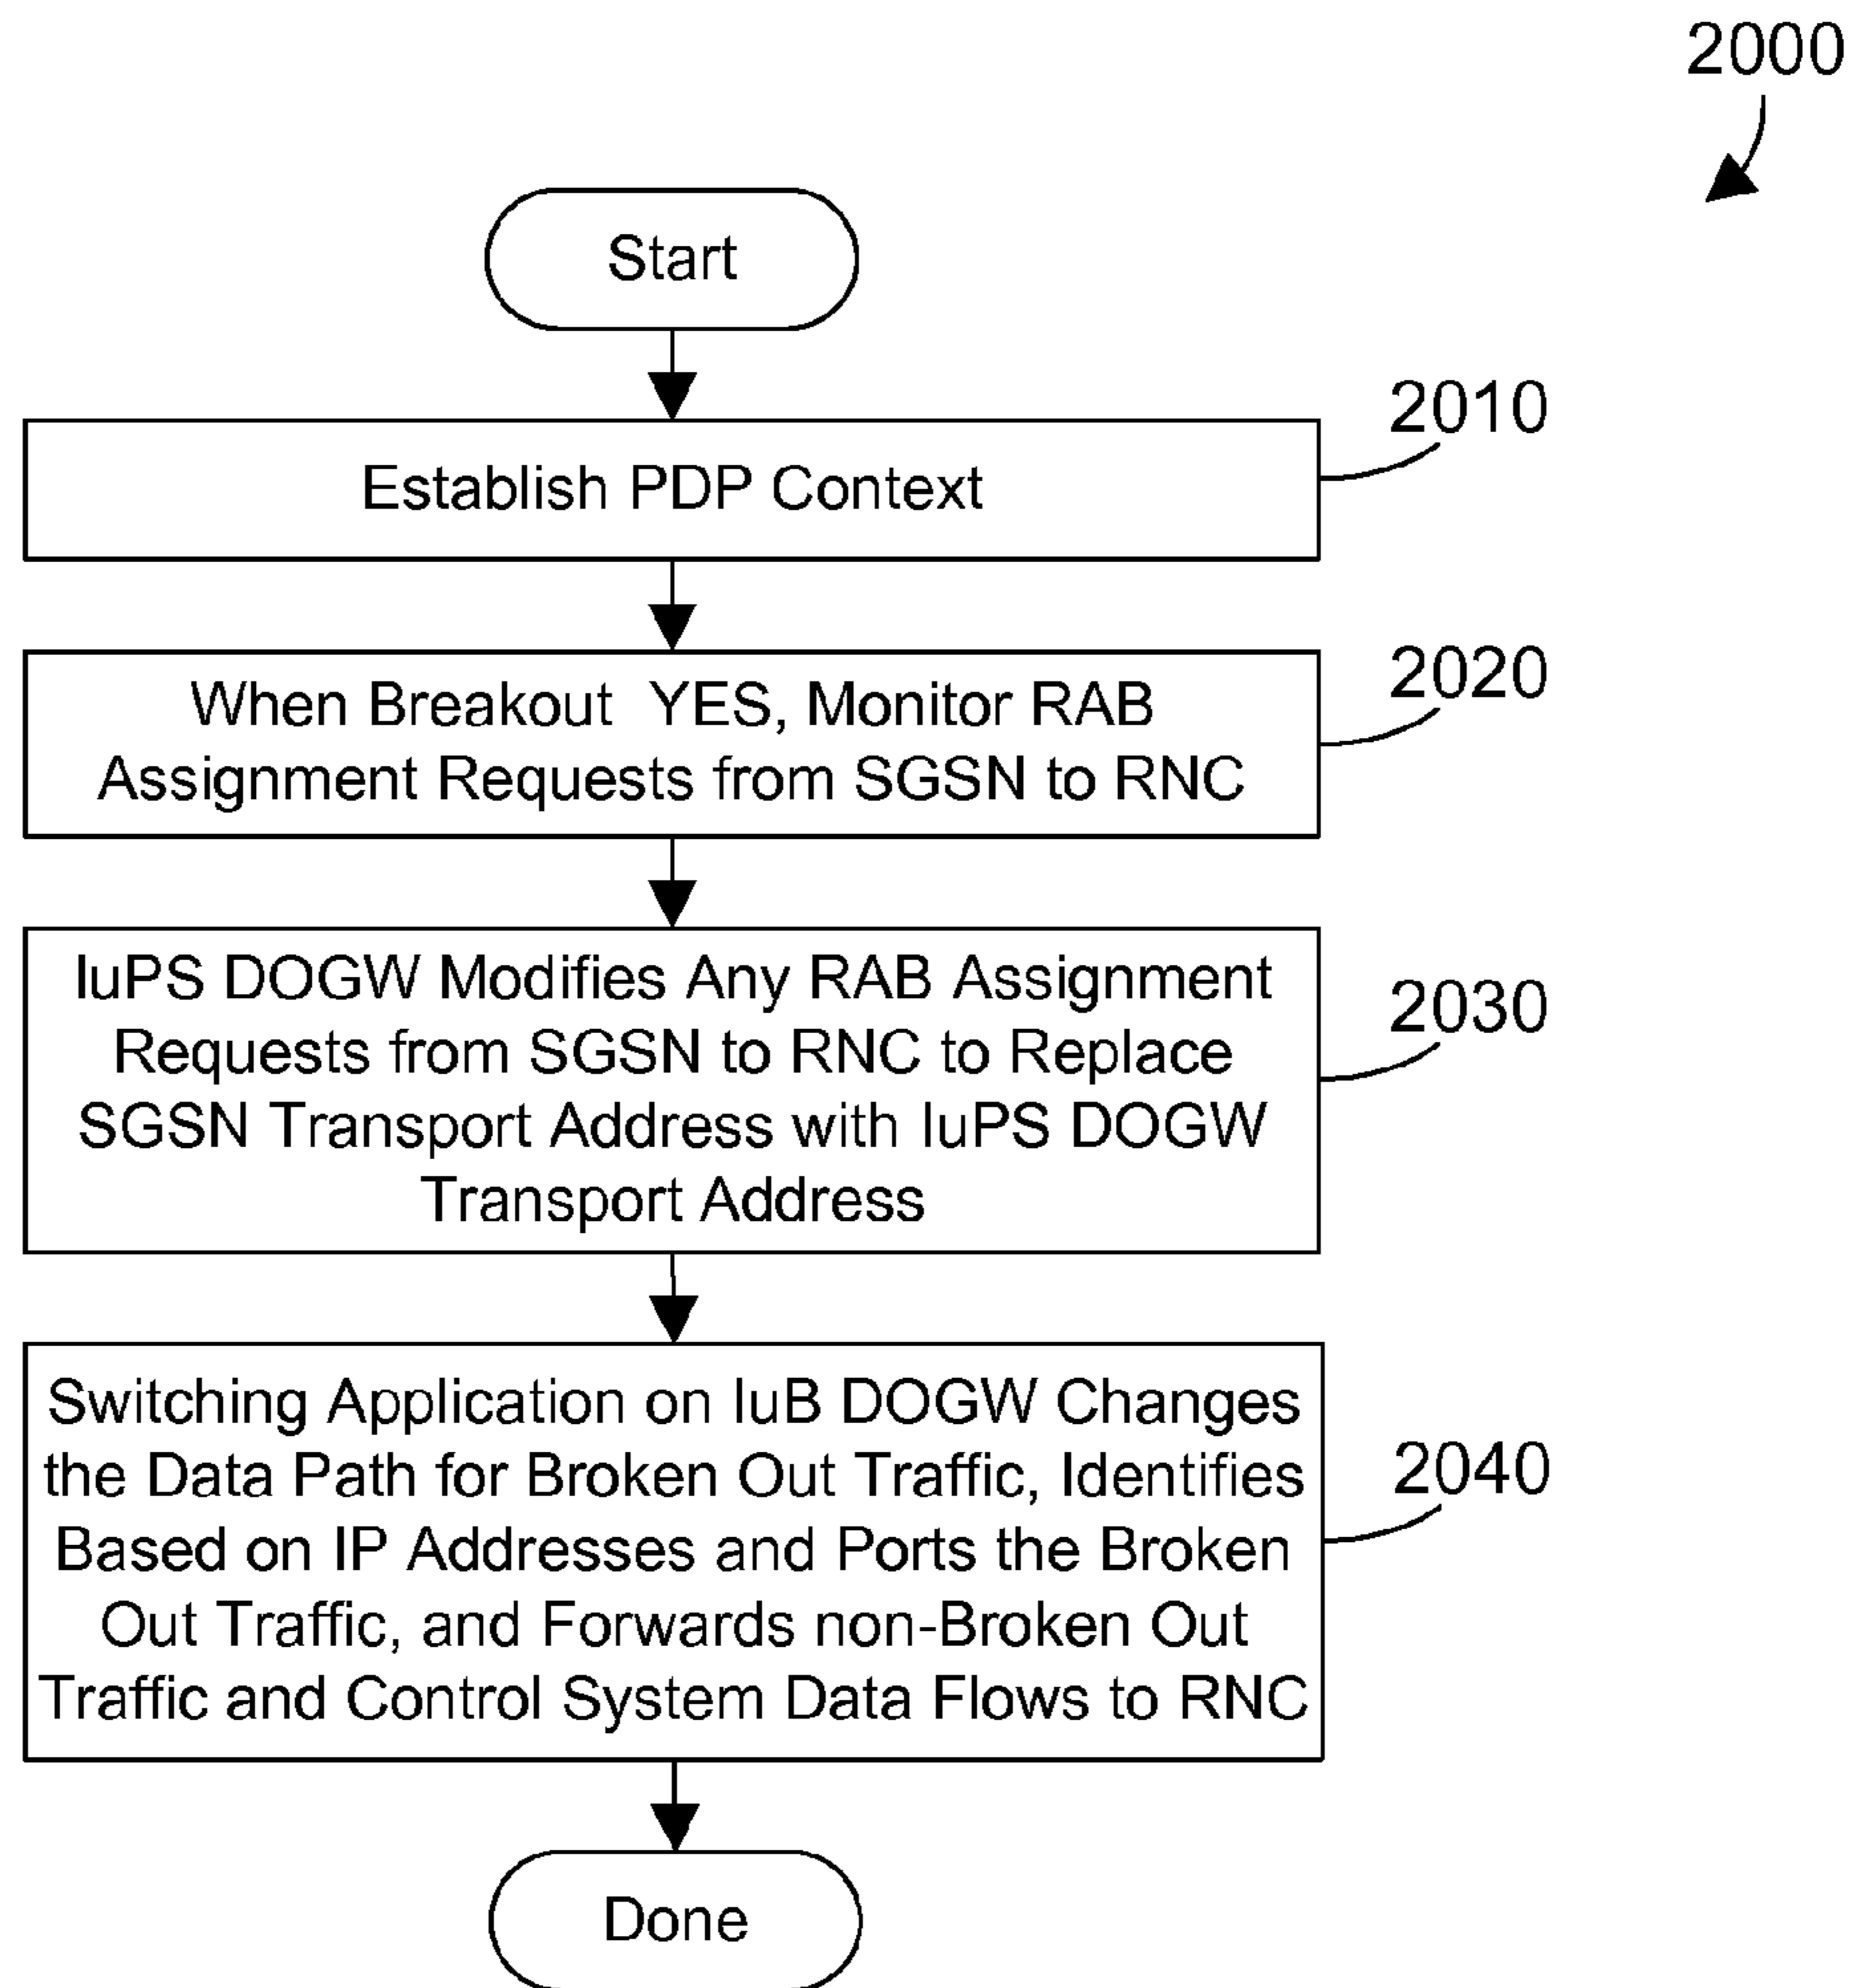 2000
Start
2010
Establish PDP Context
2020
When Breakout YES, Monitor RAB
Assignment Requests from SGSN to RNC
2030
IuPS DOGW Modifies Any RAB Assignment
Requests from SGSN to RNC to Replace
SGSN Transport Address with IuPS DOGW
Transport Address
2040
Switching Application on IuB DOGW Changes
the Data Path for Broken Out Traffic, Identifies
Based on IP Addresses and Ports the Broken
Out Traffic, and Forwards non-Broken Out
Traffic and Control System Data Flows to RNC
Done